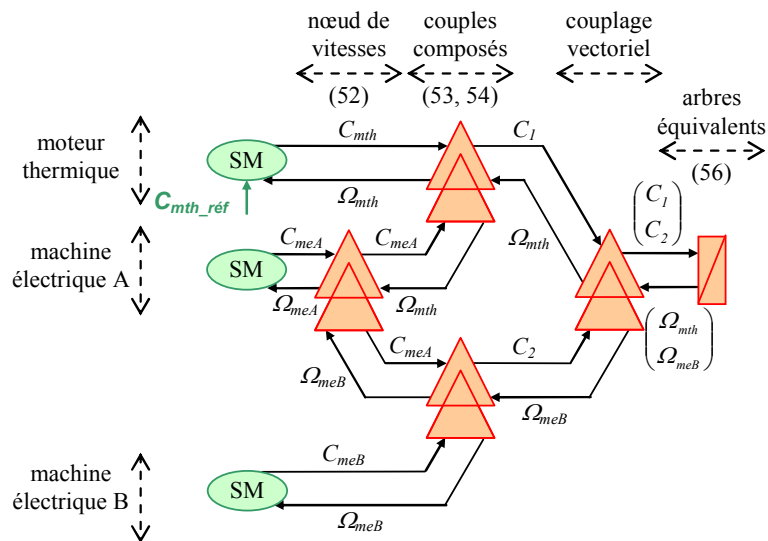 nœud de
vitesses
(52)
couples
composés
(53, 54)
couplage
vectoriel
arbres
équivalents
(56)
moteur
thermique
SM
C_mth
Ω_mth
C_mth_réf
C_1
Ω_mth
(C_1
C_2)
machine
électrique A
SM
C_meA
C_meA
Ω_meA
Ω_mth
C_meA
Ω_meB
C_2
Ω_meB
(Ω_mth
Ω_meB)
machine
électrique B
SM
C_meB
Ω_meB